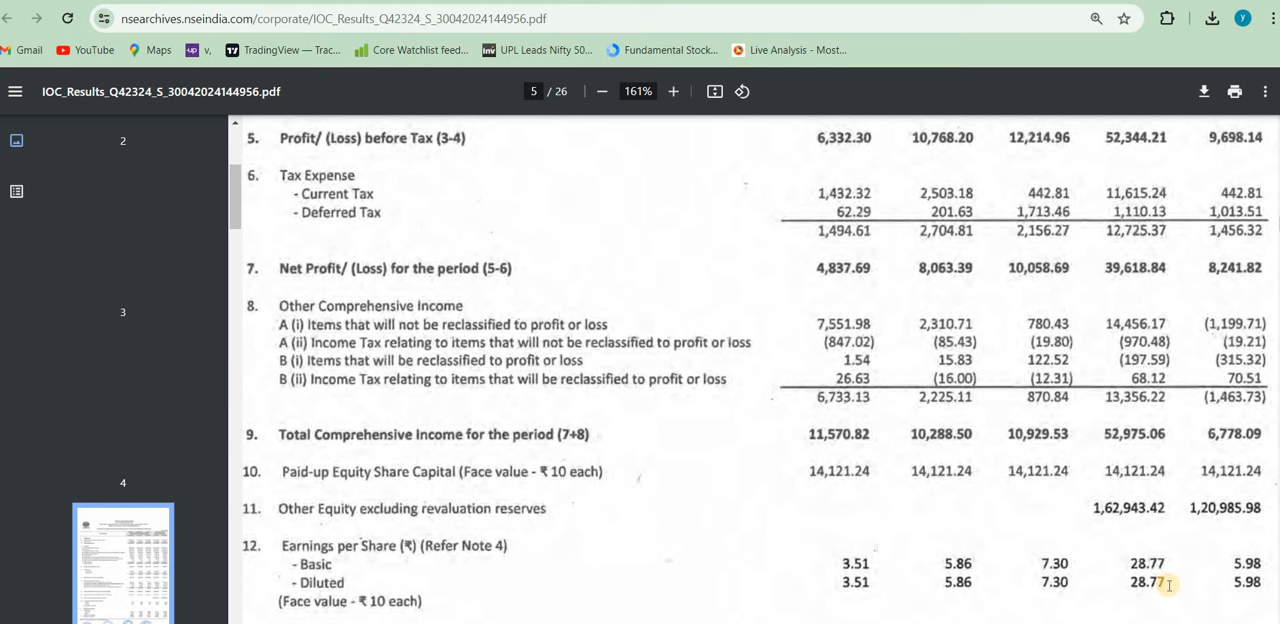 nsearchives.nseindia.com/corporate/IOC_Results_Q42324_S_30042024144956.pdf
y
Gmail YouTube Maps up v, TradingView — Trac... Core Watchlist feed... Inv UPL Leads Nifty 50... Fundamental Stock... Live Analysis - Most...
IOC_Results_Q42324_S_30042024144956.pdf 5 / 26 161%
2
3
4
5. Profit/ (Loss) before Tax (3-4) 6,332.30 10,768.20 12,214.96 52,344.21 9,698.14
6. Tax Expense
- Current Tax 1,432.32 2,503.18 442.81 11,615.24 442.81
- Deferred Tax 62.29 201.63 1,713.46 1,110.13 1,013.51
1,494.61 2,704.81 2,156.27 12,725.37 1,456.32
7. Net Profit/ (Loss) for the period (5-6) 4,837.69 8,063.39 10,058.69 39,618.84 8,241.82
8. Other Comprehensive Income
A (i) Items that will not be reclassified to profit or loss 7,551.98 2,310.71 780.43 14,456.17 (1,199.71)
A (ii) Income Tax relating to items that will not be reclassified to profit or loss (847.02) (85.43) (19.80) (970.48) (19.21)
B (i) Items that will be reclassified to profit or loss 1.54 15.83 122.52 (197.59) (315.32)
B (ii) Income Tax relating to items that will be reclassified to profit or loss 26.63 (16.00) (12.31) 68.12 70.51
6,733.13 2,225.11 870.84 13,356.22 (1,463.73)
9. Total Comprehensive Income for the period (7+8) 11,570.82 10,288.50 10,929.53 52,975.06 6,778.09
10. Paid-up Equity Share Capital (Face value - ₹ 10 each) 14,121.24 14,121.24 14,121.24 14,121.24 14,121.24
11. Other Equity excluding revaluation reserves 1,62,943.42 1,20,985.98
12. Earnings per Share (₹) (Refer Note 4)
- Basic 3.51 5.86 7.30 28.77 5.98
- Diluted 3.51 5.86 7.30 28.77 5.98
(Face value - ₹ 10 each)